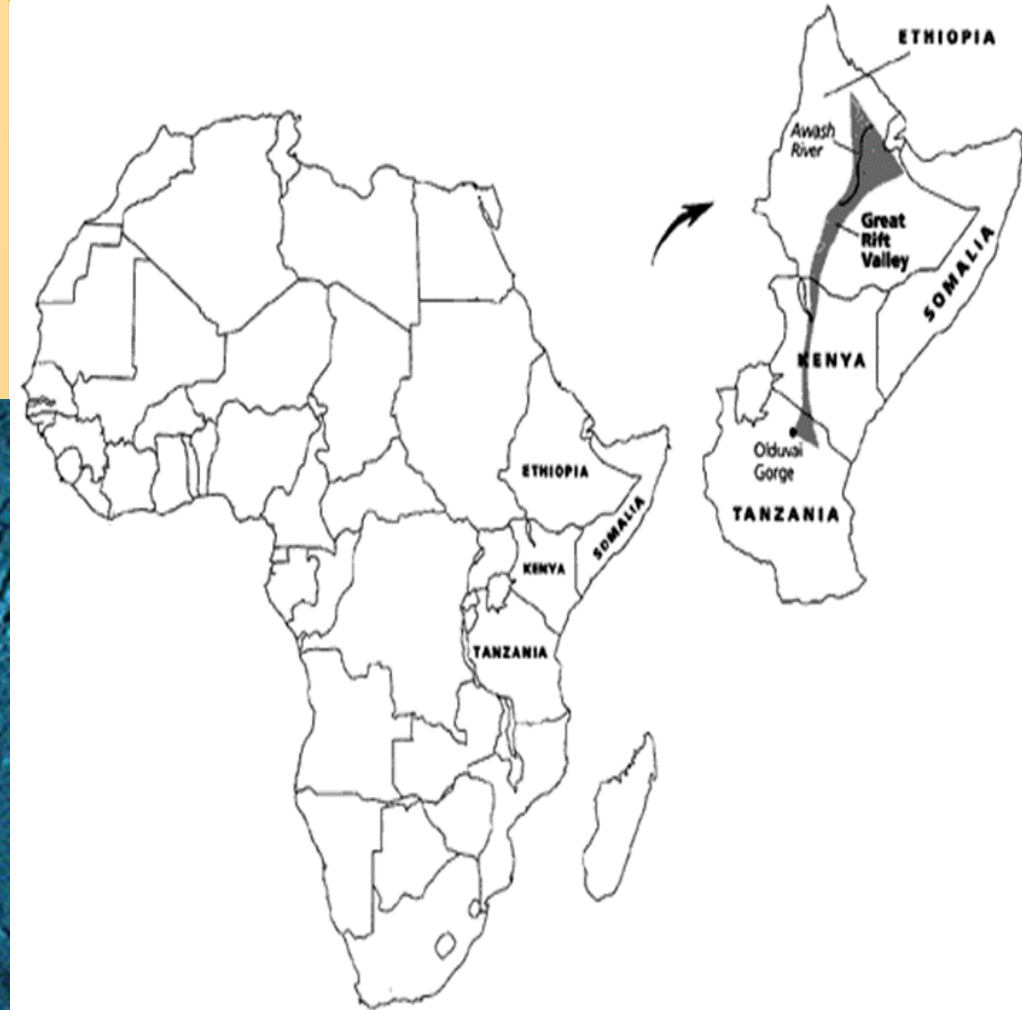 ETHIOPIA
SOMALIA
KENYA
TANZANIA
ETHIOPIA
Awash
River
Great
Rift
Valley
SOMALIA
KENYA
Olduvai
Gorge
TANZANIA